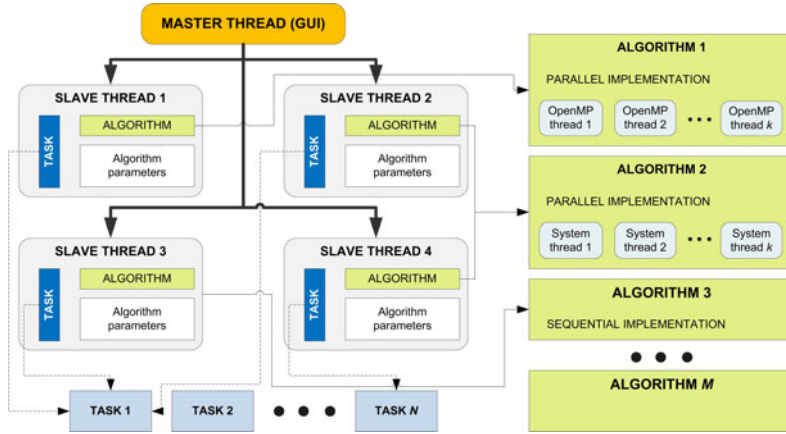 MASTER THREAD (GUI)
SLAVE THREAD 1
TASK
ALGORITHM
Algorithm
parameters
SLAVE THREAD 2
TASK
ALGORITHM
Algorithm
parameters
SLAVE THREAD 3
TASK
ALGORITHM
Algorithm
parameters
SLAVE THREAD 4
TASK
ALGORITHM
Algorithm
parameters
TASK 1
TASK 2
TASK N
ALGORITHM 1
PARALLEL IMPLEMENTATION
OpenMP
thread 1
OpenMP
thread 2
OpenMP
thread k
ALGORITHM 2
PARALLEL IMPLEMENTATION
System
thread 1
System
thread 2
System
thread k
ALGORITHM 3
SEQUENTIAL IMPLEMENTATION
ALGORITHM M